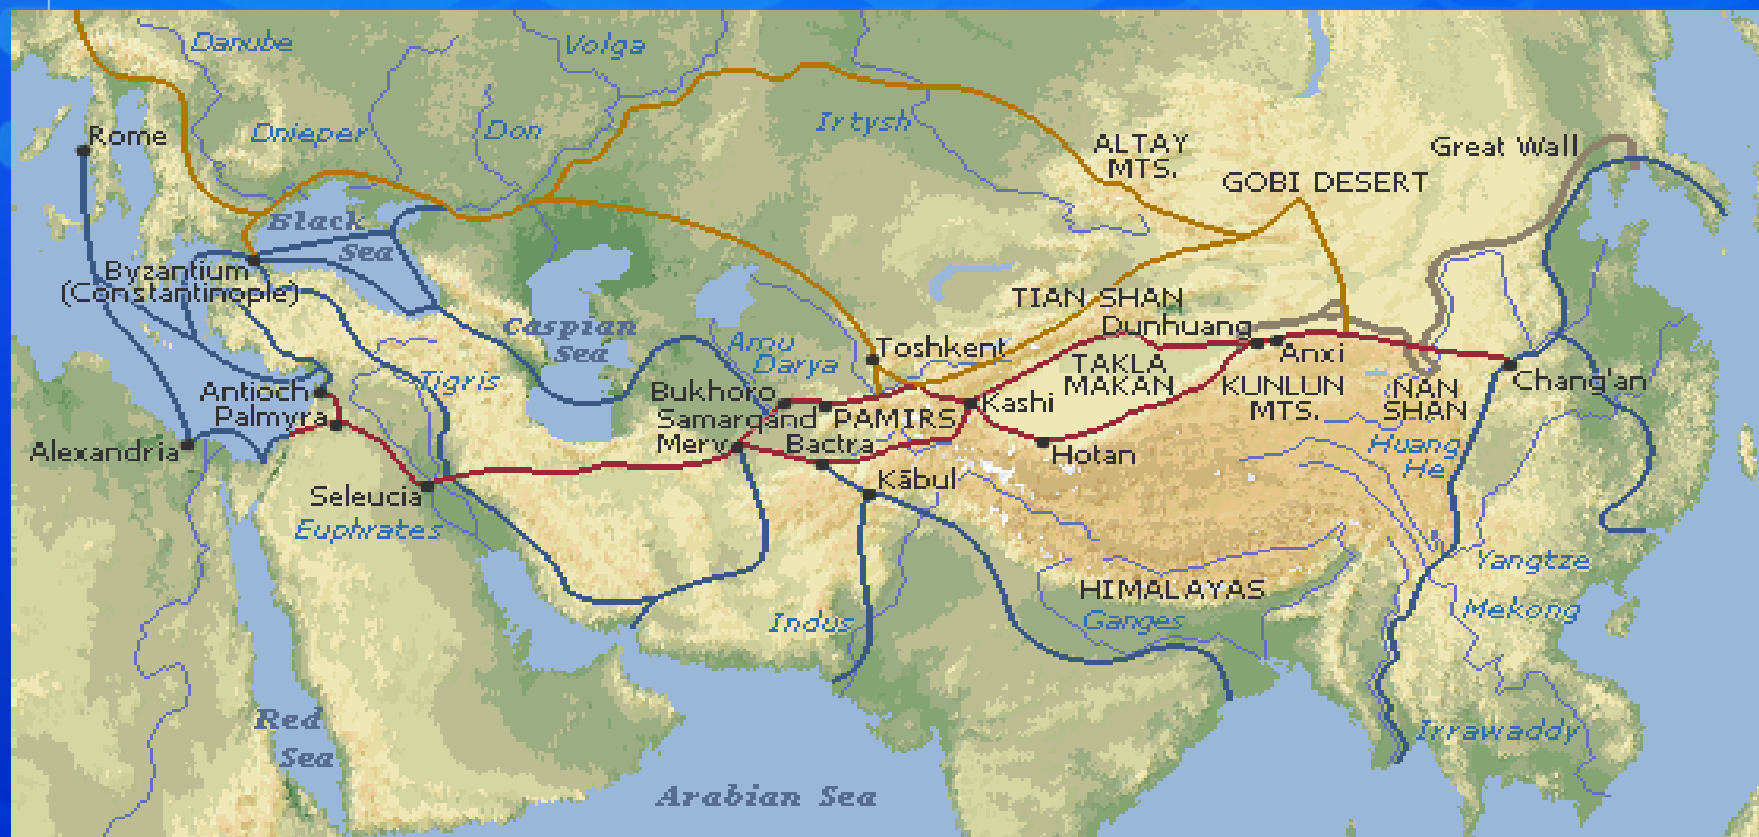 Danube
Volga
Rome
Dnieper
Don
Irtysh
ALTAY
MTS.
Great Wall
GOBI DESERT
Black
Sea
Byzantium
(Constantinople)
TIAN SHAN
Caspian
Sea
Dunhuang
Amu
Darya
Toshkent
Anxi
TAKLA
MAKAN
Tigris
Antioch
Bukhoro
KUNLUN
MTS.
NAN
SHAN
Chang'an
Palmyra
Samarqand
PAMIRS
Kashi
Alexandria
Merv
Bactra
Hotan
Huang
He
Seleucia
Kābul
Euphrates
Yangtze
HIMALAYAS
Indus
Ganges
Mekong
Red
Sea
Irrawaddy
Arabian Sea